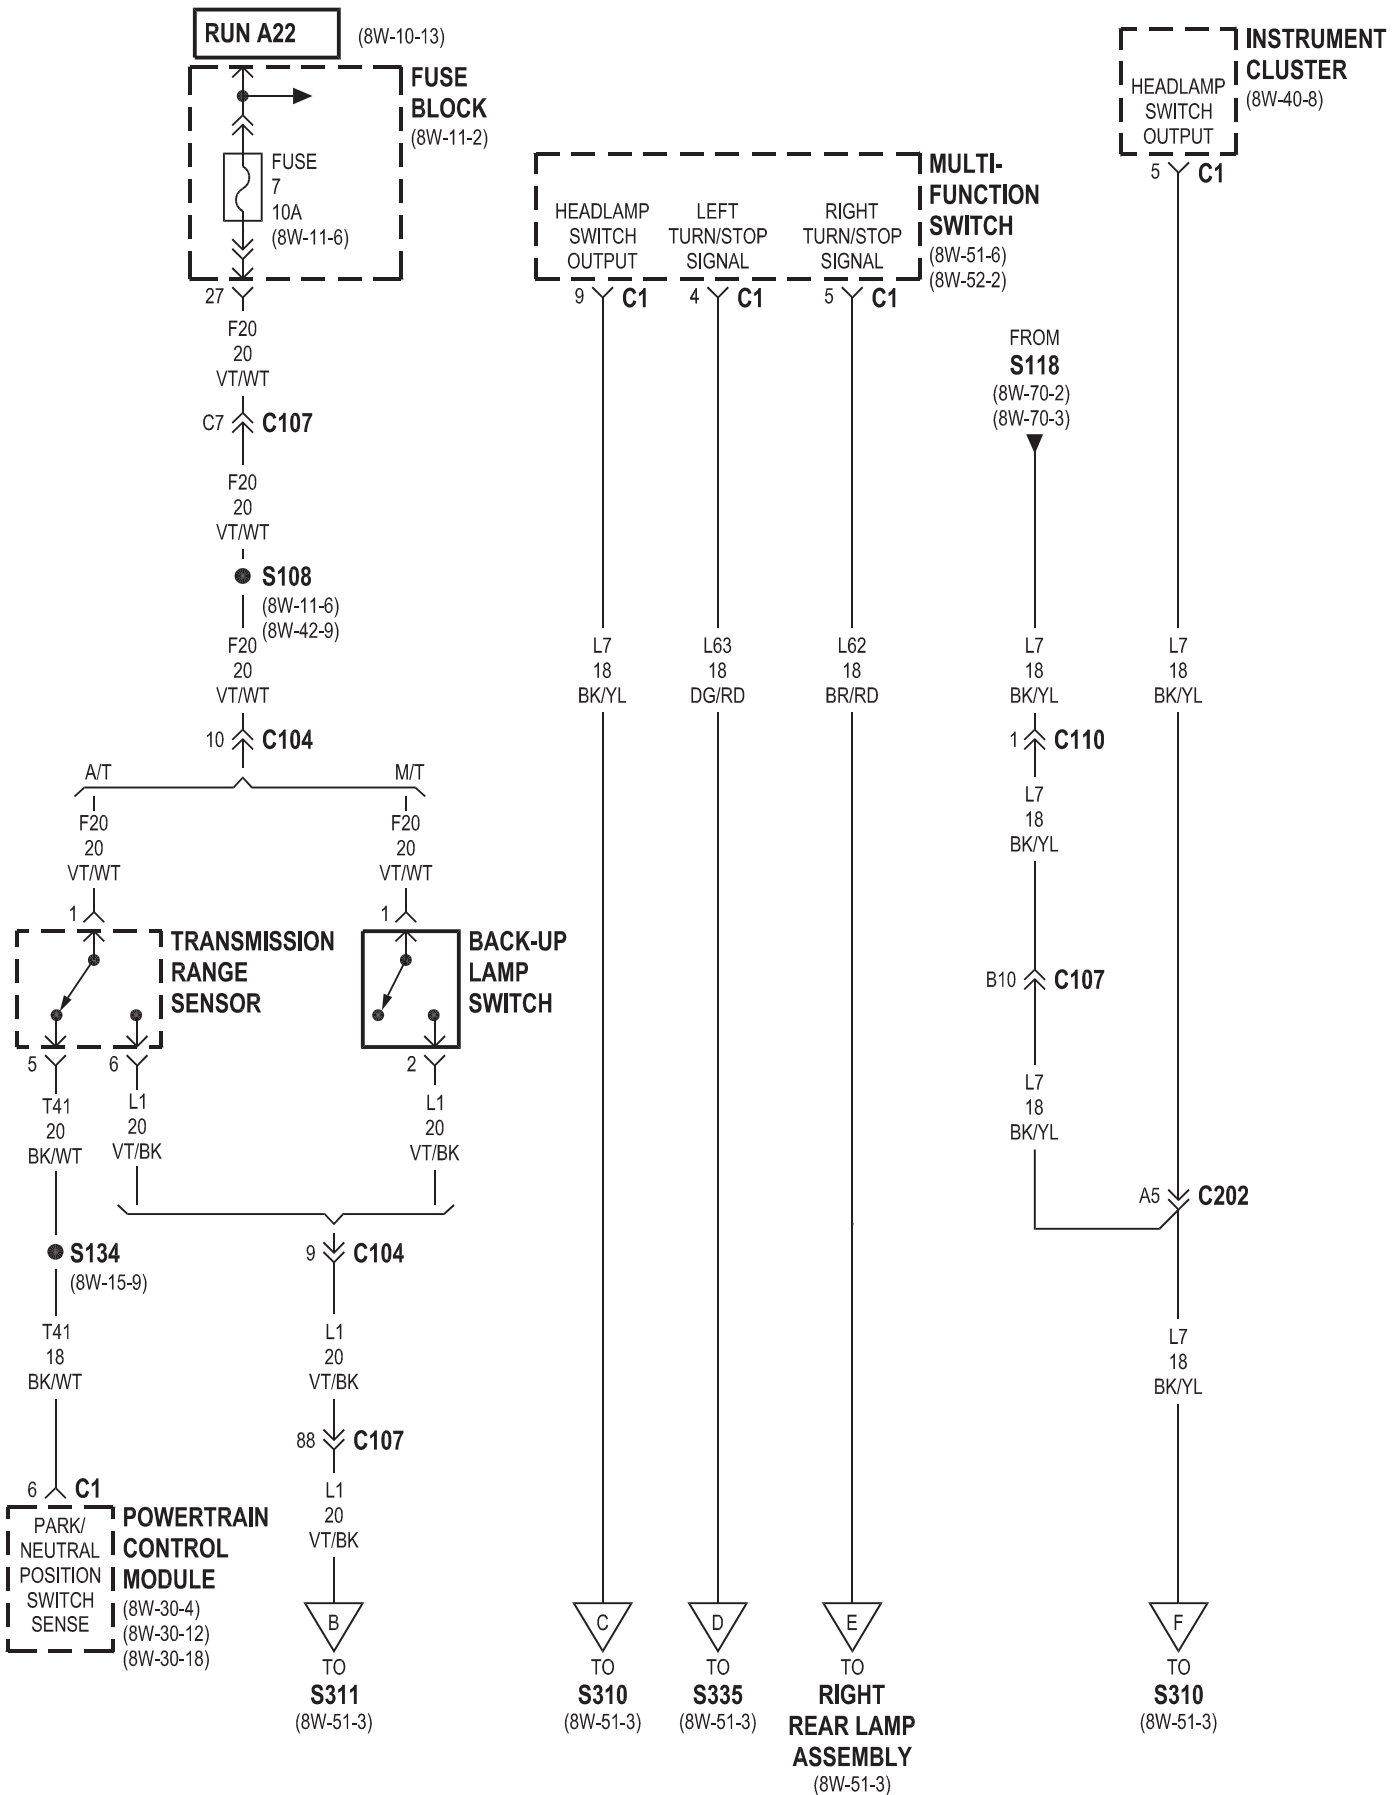 RUN A22
(8W-10-13)
FUSE
BLOCK
(8W-11-2)
FUSE
7
10A
(8W-11-6)
27
F20
20
VT/WT
C7
C107
F20
20
VT/WT
S108
(8W-11-6)
(8W-42-9)
F20
20
VT/WT
10
C104
A/T
M/T
F20
20
VT/WT
F20
20
VT/WT
1
TRANSMISSION
RANGE
SENSOR
1
BACK-UP
LAMP
SWITCH
5
6
2
T41
20
BK/WT
L1
20
VT/BK
L1
20
VT/BK
S134
(8W-15-9)
T41
18
BK/WT
6
C1
PARK/
NEUTRAL
POSITION
SWITCH
SENSE
POWERTRAIN
CONTROL
MODULE
(8W-30-4)
(8W-30-12)
(8W-30-18)
9
C104
L1
20
VT/BK
88
C107
L1
20
VT/BK
B
TO
S311
(8W-51-3)
HEADLAMP
SWITCH
OUTPUT
LEFT
TURN/STOP
SIGNAL
RIGHT
TURN/STOP
SIGNAL
MULTI-
FUNCTION
SWITCH
(8W-51-6)
(8W-52-2)
9
C1
4
C1
5
C1
L7
18
BK/YL
L63
18
DG/RD
L62
18
BR/RD
C
TO
S310
(8W-51-3)
D
TO
S335
(8W-51-3)
E
TO
RIGHT
REAR LAMP
ASSEMBLY
(8W-51-3)
FROM
S118
(8W-70-2)
(8W-70-3)
L7
18
BK/YL
1
C110
L7
18
BK/YL
B10
C107
L7
18
BK/YL
HEADLAMP
SWITCH
OUTPUT
INSTRUMENT
CLUSTER
(8W-40-8)
5
C1
L7
18
BK/YL
A5
C202
L7
18
BK/YL
F
TO
S310
(8W-51-3)